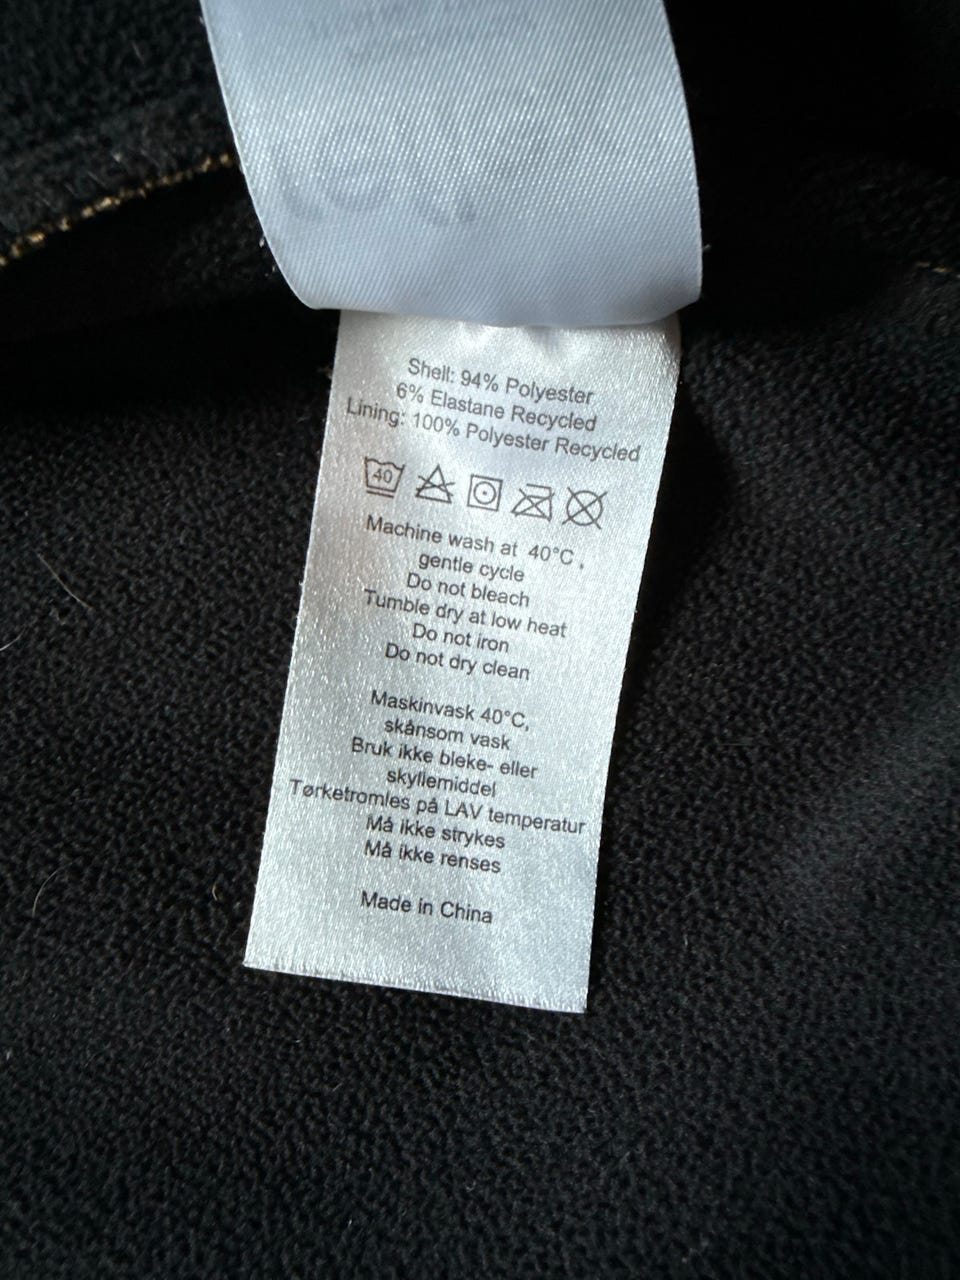 Shell: 94% Polyester
6% Elastane Recycled
Lining: 100% Polyester Recycled
40
Machine wash at 40°C,
gentle cycle
Do not bleach
Tumble dry at low heat
Do not iron
Do not dry clean
Maskinvask 40°C,
skånsom vask
Bruk ikke bleke- eller
skyllemiddel
Tørketromles på LAV temperatur
Må ikke strykes
Må ikke renses
Made in China